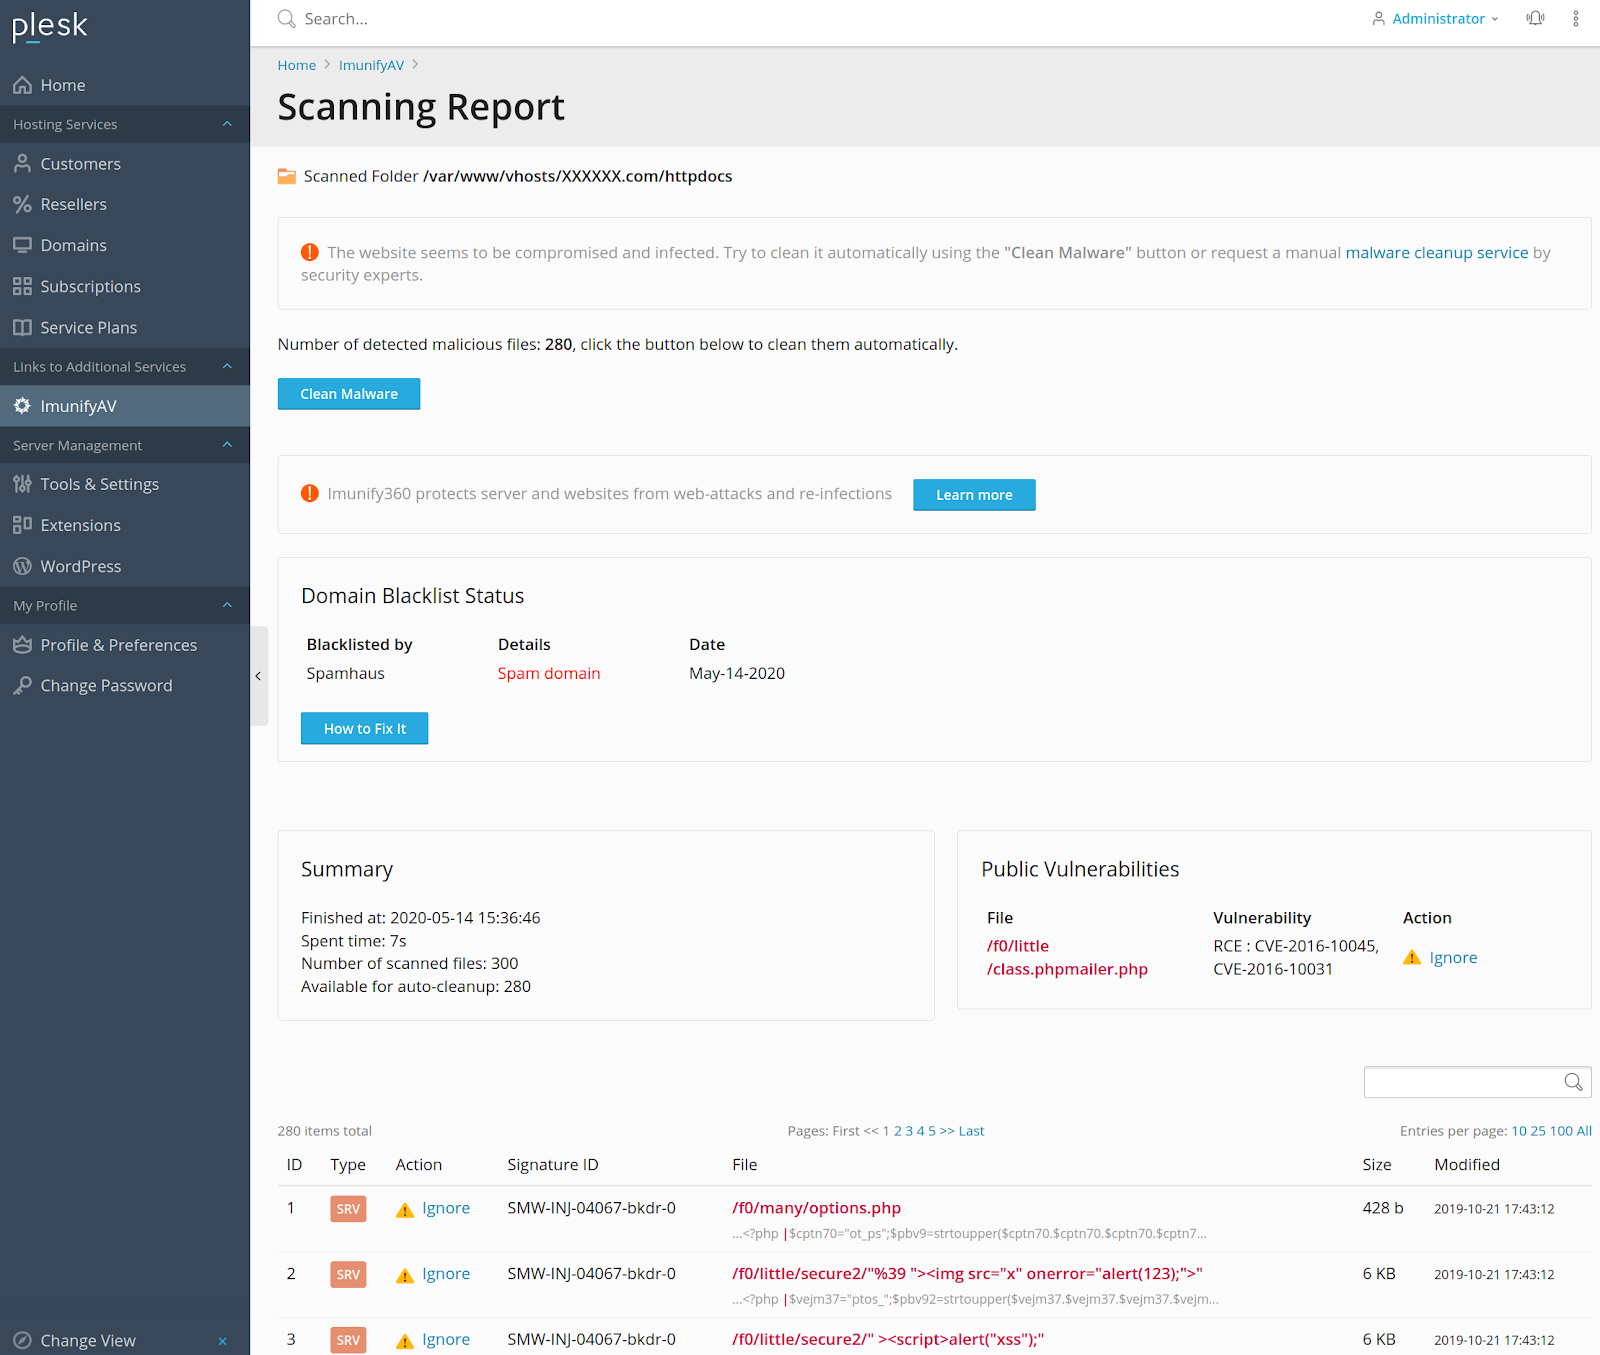 plesk
Search...
Administrator
Home
Hosting Services
Customers
Resellers
Domains
Subscriptions
Service Plans
Links to Additional Services
ImunifyAV
Server Management
Tools & Settings
Extensions
WordPress
My Profile
Profile & Preferences
Change Password
Change View
Home > ImunifyAV >
Scanning Report
Scanned Folder /var/www/vhosts/XXXXXX.com/httpdocs
The website seems to be compromised and infected. Try to clean it automatically using the "Clean Malware" button or request a manual malware cleanup service by
security experts.
Number of detected malicious files: 280, click the button below to clean them automatically.
Clean Malware
Imunify360 protects server and websites from web-attacks and re-infections Learn more
Domain Blacklist Status
Blacklisted by Details Date
Spamhaus Spam domain May-14-2020
How to Fix It
Summary
Finished at: 2020-05-14 15:36:46
Spent time: 7s
Number of scanned files: 300
Available for auto-cleanup: 280
Public Vulnerabilities
File Vulnerability Action
/f0/little RCE : CVE-2016-10045,
/class.phpmailer.php CVE-2016-10031 Ignore
280 items total Pages: First << 1 2 3 4 5 >> Last Entries per page: 10 25 100 All
ID Type Action Signature ID File Size Modified
1 SRV Ignore SMW-INJ-04067-bkdr-0 /f0/many/options.php 428 b 2019-10-21 17:43:12
...<?php |$cptn70="ot_ps";$pbv9=strtoupper($cptn70.$cptn70.$cptn70.$cptn7...
2 SRV Ignore SMW-INJ-04067-bkdr-0 /f0/little/secure2/"%39 "><img src="x" onerror="alert(123);">" 6 KB 2019-10-21 17:43:12
...<?php |$vejm37="ptos_";$pbv92=strtoupper($vejm37.$vejm37.$vejm37.$vejm...
3 SRV Ignore SMW-INJ-04067-bkdr-0 /f0/little/secure2/" ><script>alert("xss");" 6 KB 2019-10-21 17:43:12